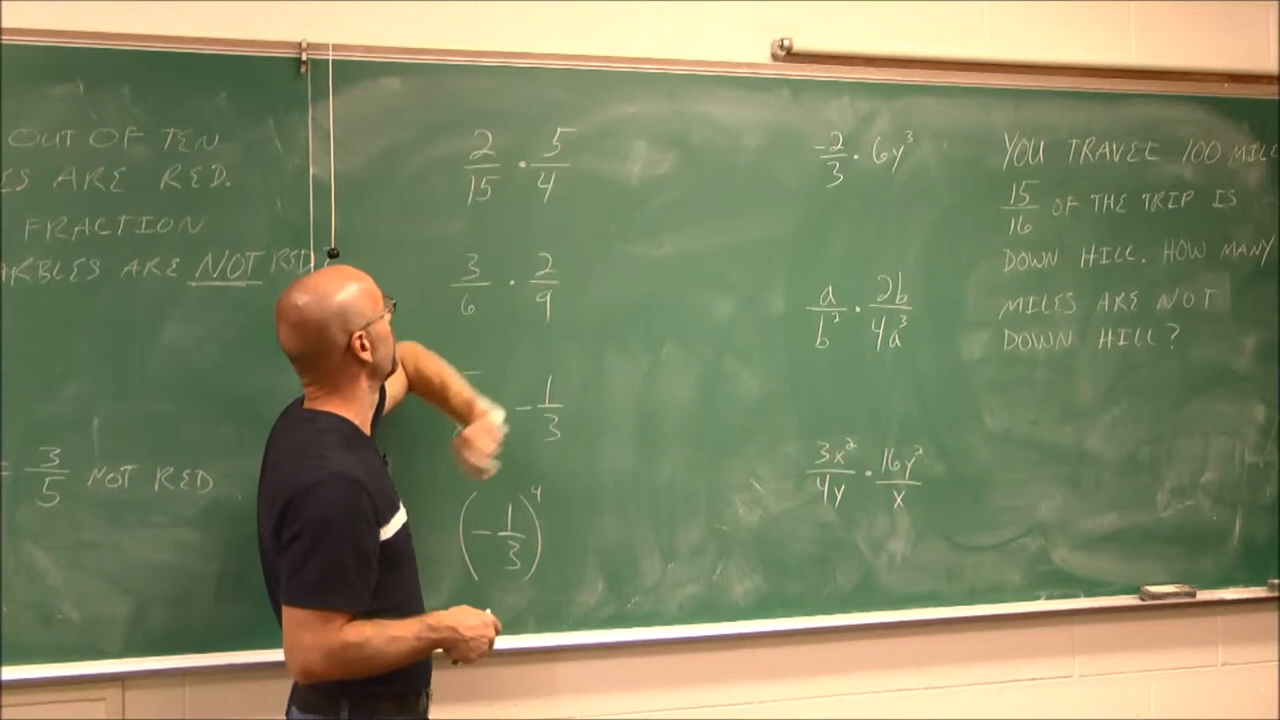 OUT OF TEN
ES ARE RED.
FRACTION
ARBLES ARE NOT RED?
= 3/5 NOT RED.
2/15 · 5/4
3/6 · 2/9
- 1/3
(-1/3)^4
-2/3 · 6y^3
a/b^2 · 2b/4a^3
3x^2/4y · 16y^2/x
YOU TRAVEL 100 MILE
15/16 OF THE TRIP IS
DOWN HILL. HOW MANY
MILES ARE NOT
DOWN HILL?